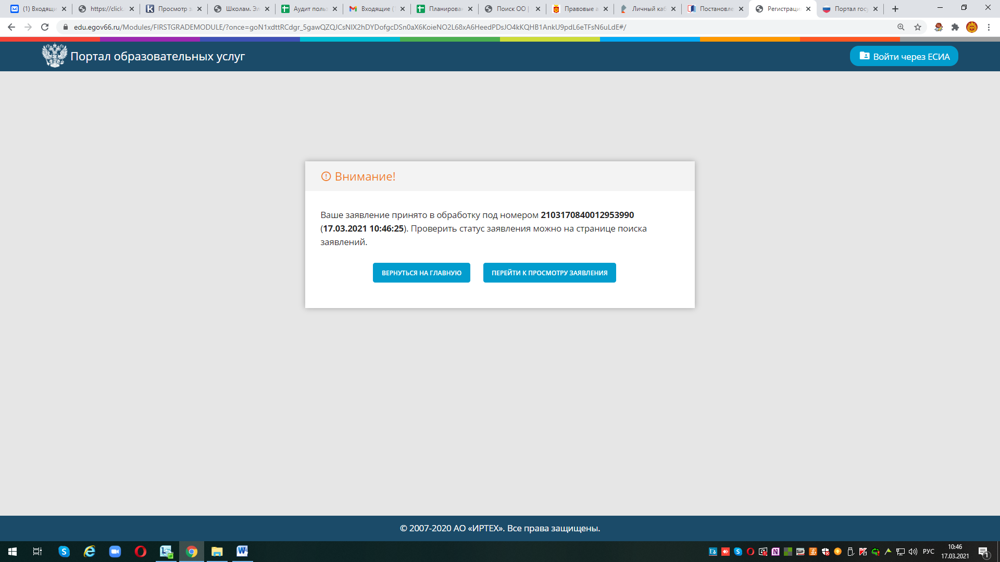 (1) Входящи
https://click.
Просмотр з
Школам. Эл
Аудит поль
Входящие (
Планирован
Поиск ОО |
Правовые а
Личный каб
Постановле
Регистраци
Портал госу
edu.egov66.ru/Modules/FIRSTGRADEMODULE/?once=goN1xdttRCdgr_5gawQZQJCsNIX2hDYDofgcDSn0aX6KoieNO2L68xA6HeedPDsJO4kKQHB1AnkU9pdL6eTFsN6uLdE#/
Портал образовательных услуг
Войти через ЕСИА
Внимание!
Ваше заявление принято в обработку под номером 2103170840012953990
(17.03.2021 10:46:25). Проверить статус заявления можно на странице поиска
заявлений.
ВЕРНУТЬСЯ НА ГЛАВНУЮ
ПЕРЕЙТИ К ПРОСМОТРУ ЗАЯВЛЕНИЯ
© 2007-2020 АО «ИРТЕХ». Все права защищены.
РУС
10:46
17.03.2021
1